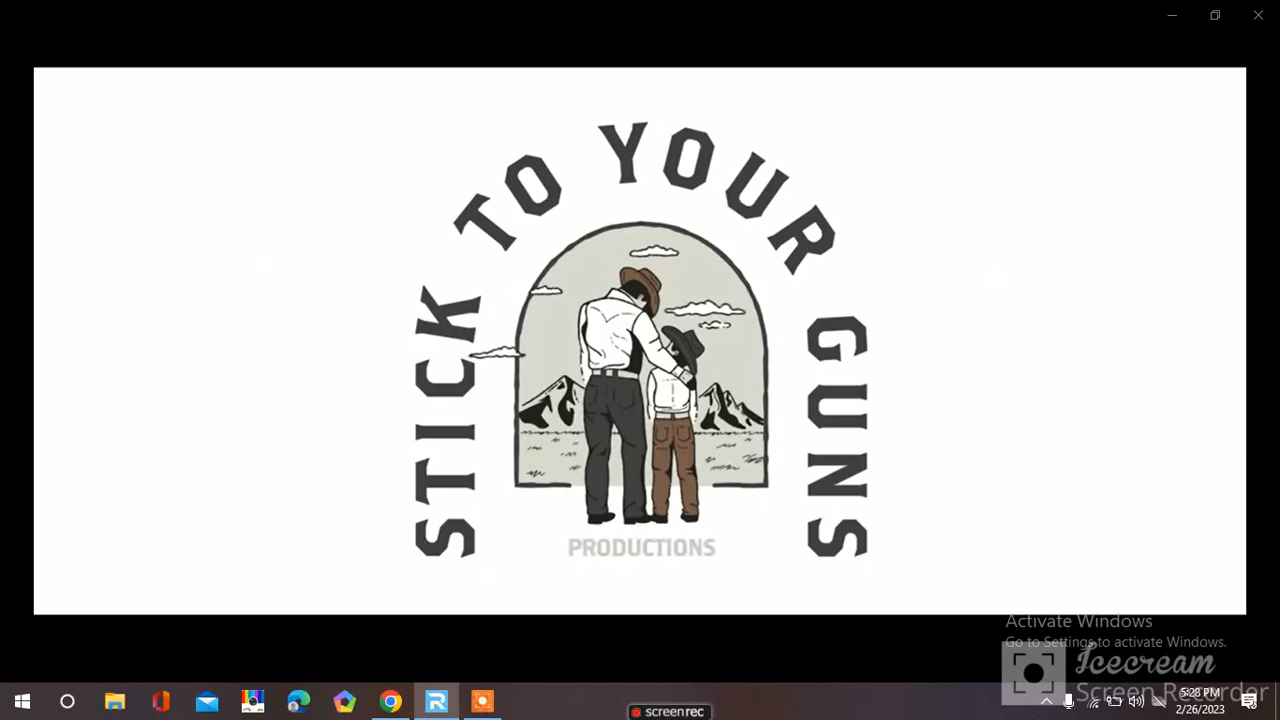 STICK TO YOUR GUNS
PRODUCTIONS
Activate Windows
Go to Settings to activate Windows.
Icecream
Screen Recorder
5:28 PM
2/26/2023
screenrec